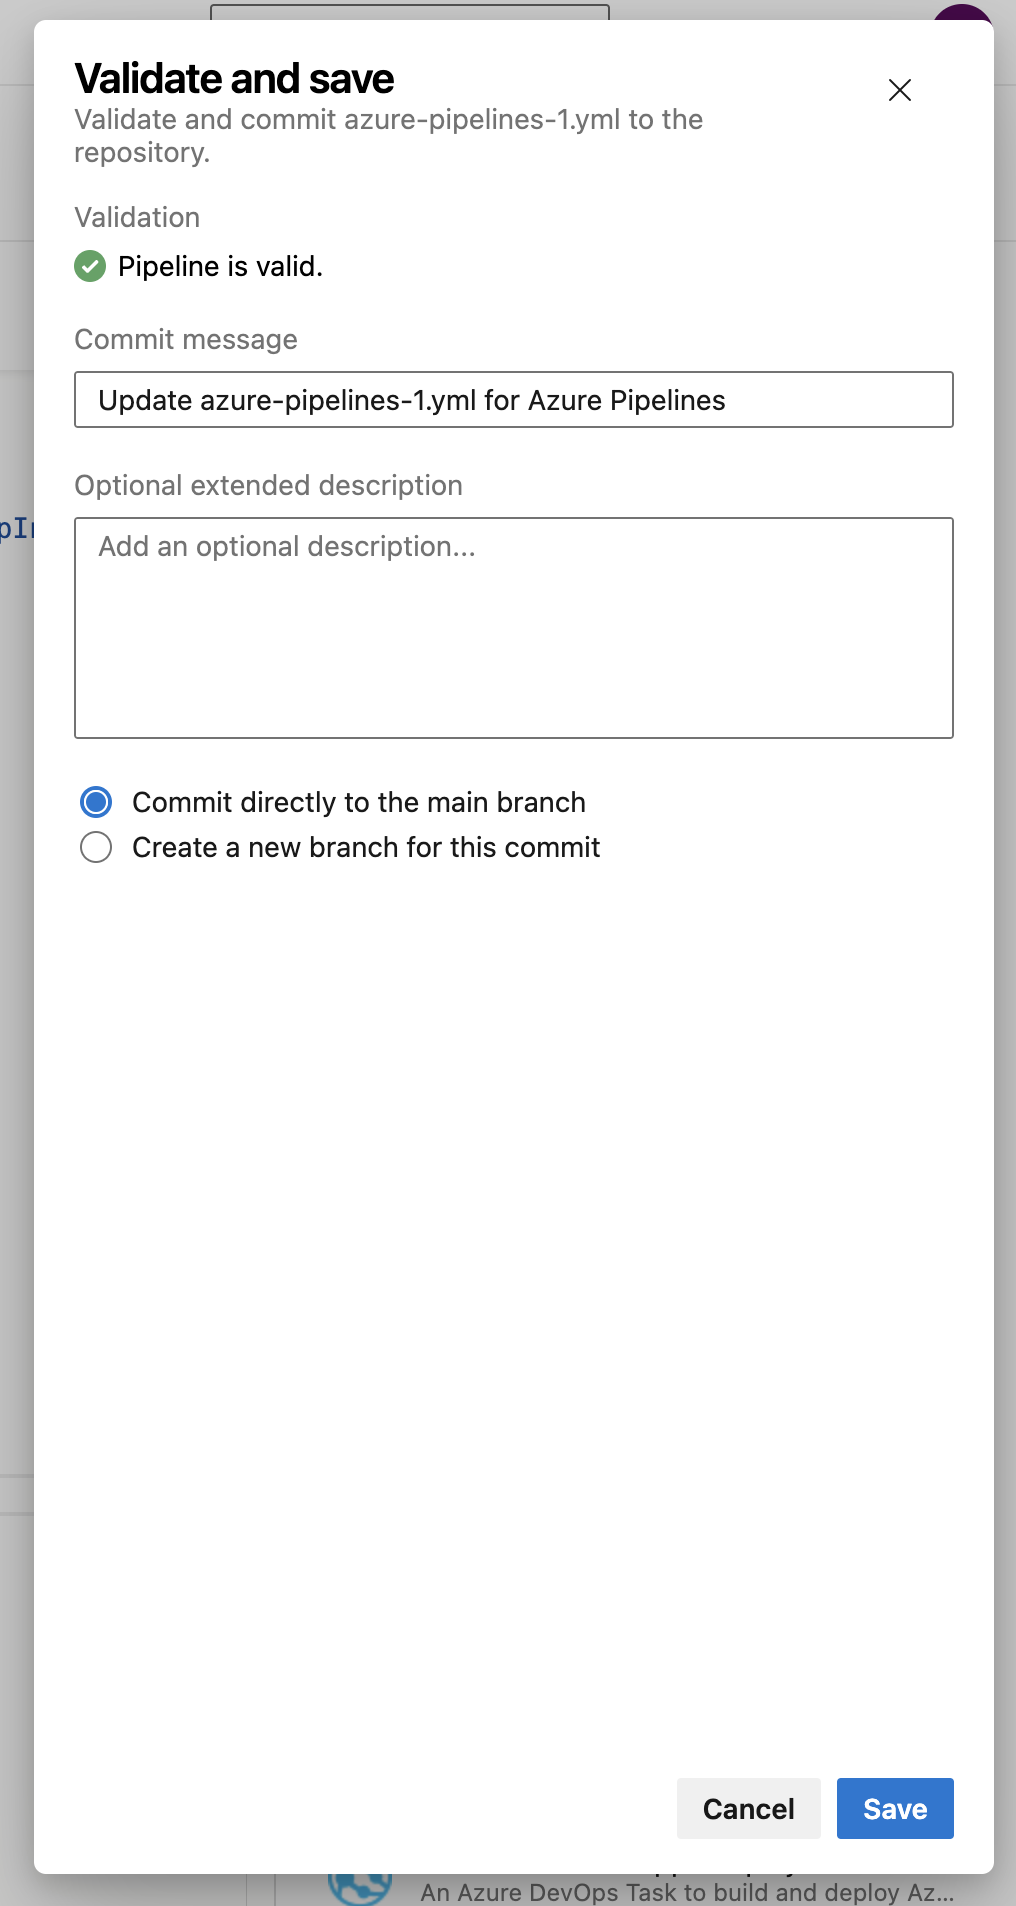 Validate and save
Validate and commit azure-pipelines-1.yml to the
repository.
Validation
Pipeline is valid.
Commit message
Update azure-pipelines-1.yml for Azure Pipelines
Optional extended description
Add an optional description...
Commit directly to the main branch
Create a new branch for this commit
Cancel
Save
An Azure DevOps Task to build and deploy Az...